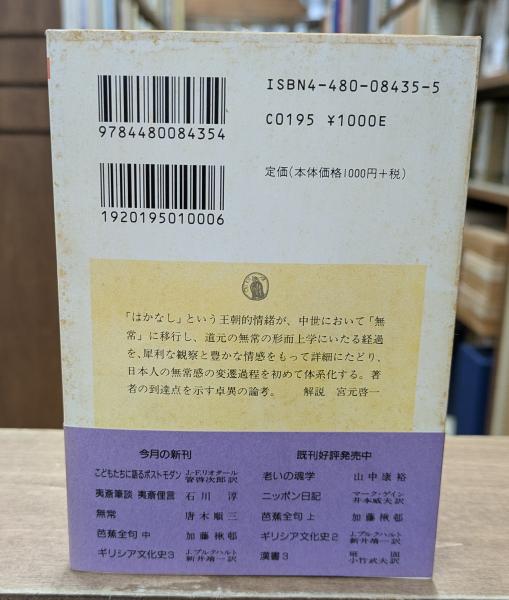 ISBN4-480-08435-5
9784480084354
C0195 ¥1000E
定価(本体価格1000円+税)
1920195010006
「はかなし」という王朝的情緒が、中世において「無
常」に移行し、道元の無常の形而上学にいたる経過
を、犀利な観察と豊かな情感をもって詳細にたどり、
日本人の無常感の変遷過程を初めて体系化する。著
者の到達点を示す卓異の論考。 解説 宮元啓一
今月の新刊
こどもたちに語るポストモダン J.-F.リオタール 管啓次郎訳
夷斎筆談 夷斎俚言 石川 淳
無常 唐木順三
芭蕉全句 中 加藤楸邨
ギリシア文化史3 J.ブルクハルト 新井靖一訳
既刊好評発売中
老いの魂学 山中康裕
ニッポン日記 マーク・ゲイン 井本威夫訳
芭蕉全句 上 加藤楸邨
ギリシア文化史2 J.ブルクハルト 新井靖一訳
漢書3 班固 小竹武夫訳